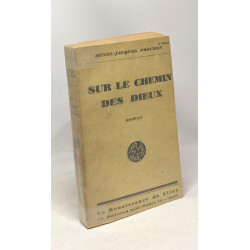 HENRI-JACQUES PROUMEN
SUR LE CHEMIN
DES DIEUX
ROMAN
La Renaissance du Livre